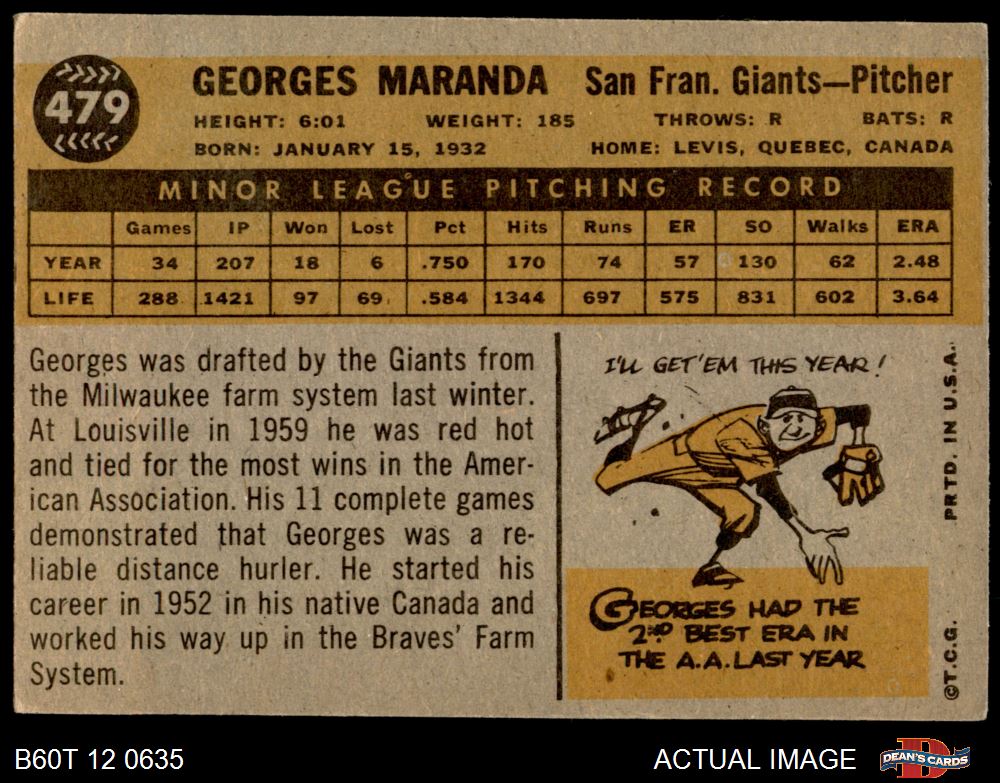 479
GEORGES MARANDA San Fran. Giants—Pitcher
HEIGHT: 6:01 WEIGHT: 185 THROWS: R BATS: R
BORN: JANUARY 15, 1932 HOME: LEVIS, QUEBEC, CANADA
MINOR LEAGUE PITCHING RECORD
Games IP Won Lost Pct Hits Runs ER SO Walks ERA
YEAR 34 207 18 6 .750 170 74 57 130 62 2.48
LIFE 288 1421 97 69 .584 1344 697 575 831 602 3.64
Georges was drafted by the Giants from
the Milwaukee farm system last winter.
At Louisville in 1959 he was red hot
and tied for the most wins in the Amer-
ican Association. His 11 complete games
demonstrated that Georges was a re-
liable distance hurler. He started his
career in 1952 in his native Canada and
worked his way up in the Braves' Farm
System.
I'LL GET 'EM THIS YEAR!
GEORGES HAD THE
2ND BEST ERA IN
THE A.A. LAST YEAR
©T.C.G. PRTD. IN U.S.A.
B60T 12 0635 ACTUAL IMAGE
DEAN'S CARDS